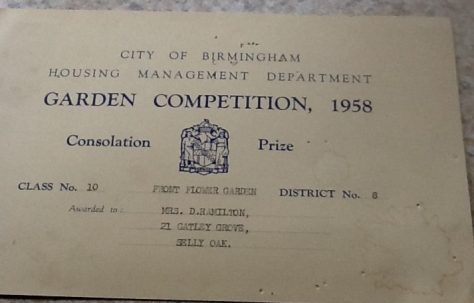 CITY OF BIRMINGHAM
HOUSING MANAGEMENT DEPARTMENT
GARDEN COMPETITION, 1958
Consolation Prize
CLASS No. 10 FRONT FLOWER GARDEN DISTRICT No. 8
Awarded to: MRS. D.HAMILTON,
21 GATLEY GROVE,
SELLY OAK.